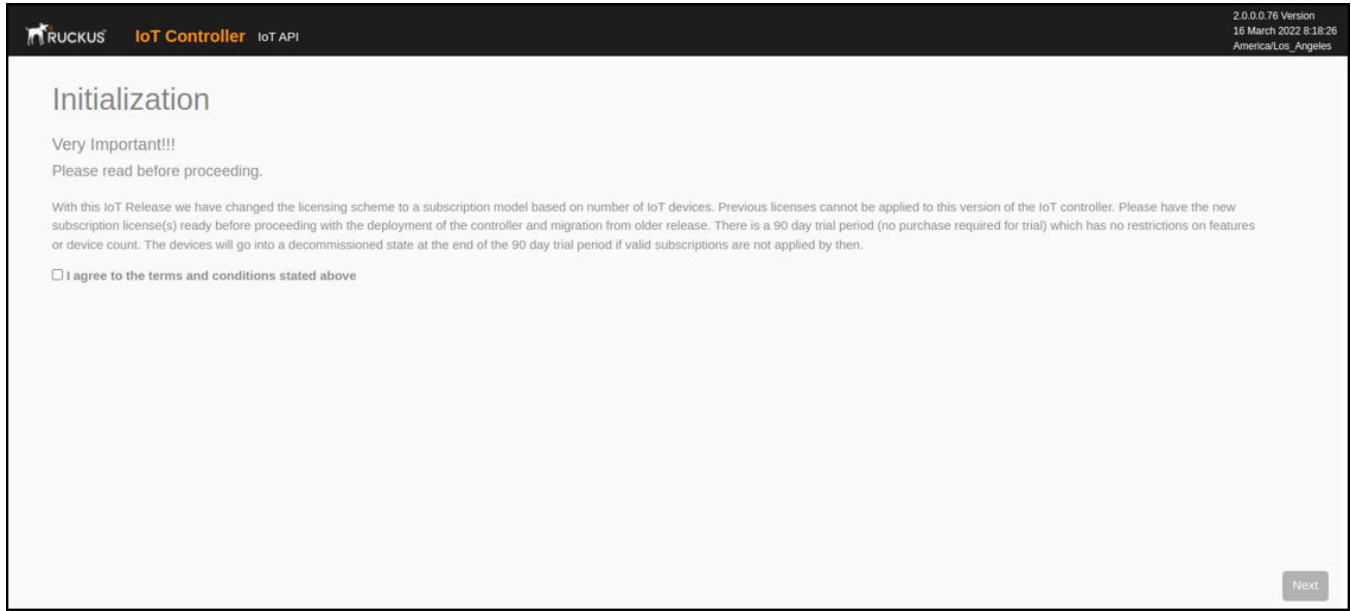 RUCKUS IoT Controller IoT API
2.0.0.0.76 Version
16 March 2022 8:18:26
America/Los_Angeles
Initialization
Very Important!!!
Please read before proceeding.
With this IoT Release we have changed the licensing scheme to a subscription model based on number of IoT devices. Previous licenses cannot be applied to this version of the IoT controller. Please have the new
subscription license(s) ready before proceeding with the deployment of the controller and migration from older release. There is a 90 day trial period (no purchase required for trial) which has no restrictions on features
or device count. The devices will go into a decommissioned state at the end of the 90 day trial period if valid subscriptions are not applied by then.
I agree to the terms and conditions stated above
Next